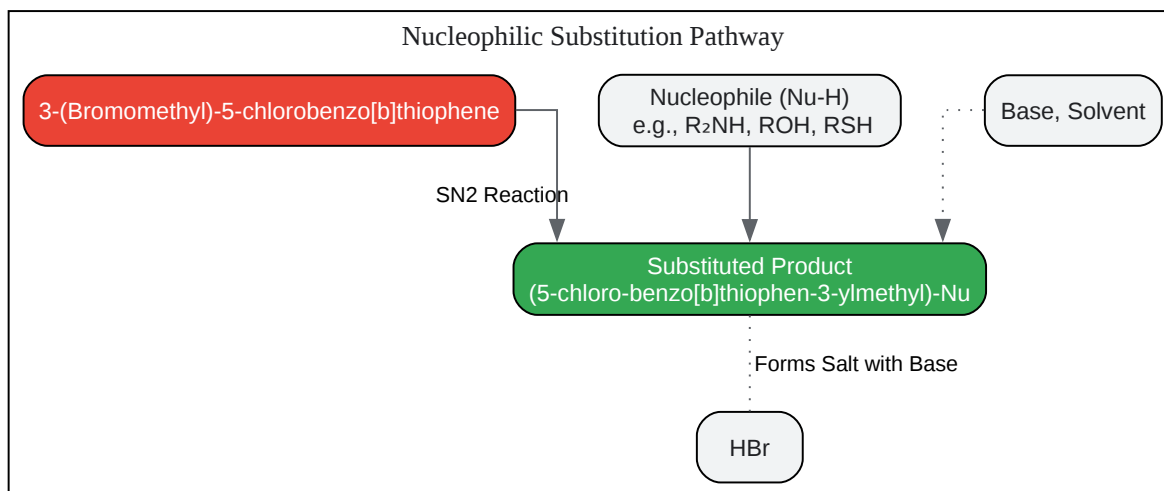 Nucleophilic Substitution Pathway
3-(Bromomethyl)-5-chlorobenzo[b]thiophene
Nucleophile (Nu-H)
e.g., R₂NH, ROH, RSH
Base, Solvent
SN2 Reaction
Substituted Product
(5-chloro-benzo[b]thiophen-3-ylmethyl)-Nu
Forms Salt with Base
HBr